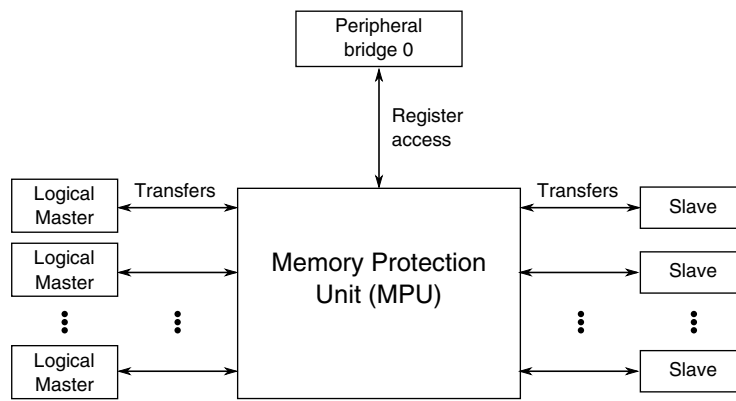 Peripheral
bridge 0
Register
access
Logical
Master
Transfers
Transfers
Slave
Memory Protection
Unit (MPU)
Logical
Master
Slave
Logical
Master
Slave